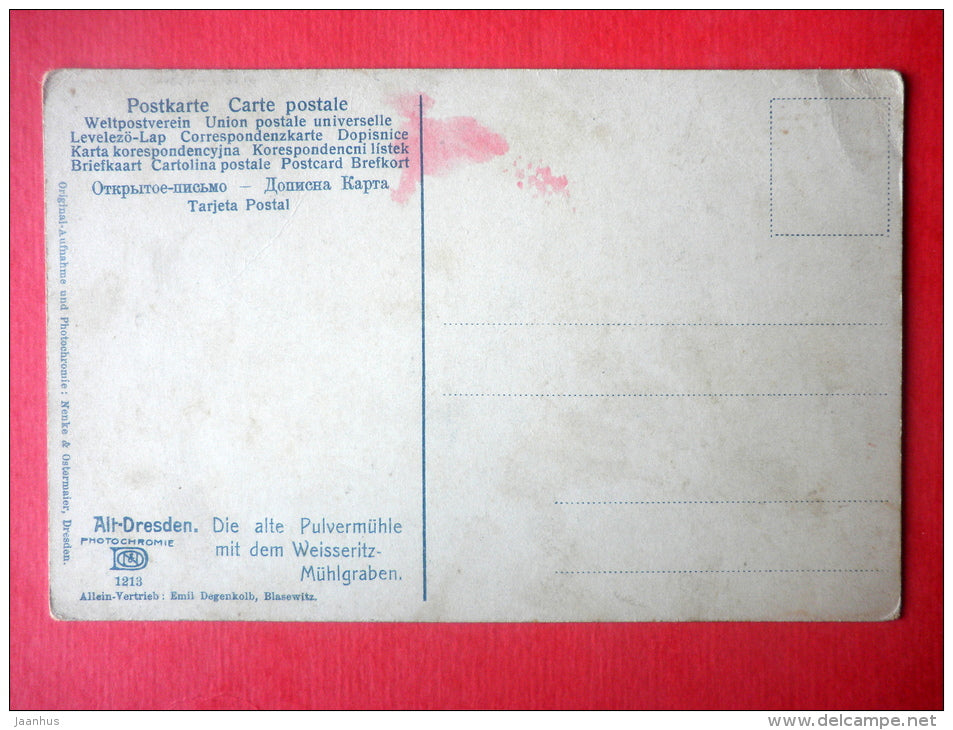 Postkarte Carte postale
Weltpostverein Union postale universelle
Levelezö-Lap Correspondenzkarte Dopisnice
Karta korespondencyjna Korespondencni lístek
Briefkaart Cartolina postale Postcard Brefkort
Открытое-письмо — Дописна Карта
Tarjeta Postal
Original-Aufnahme und Photochromie: Nenke & Ostermaier, Dresden.
Alt-Dresden. Die alte Pulvermühle
mit dem Weisseritz-
Mühlgraben.
PHOTOCHROMIE
1213
Allein-Vertrieb: Emil Degenkolb, Blasewitz.
Jaanhus
www.delcampe.net